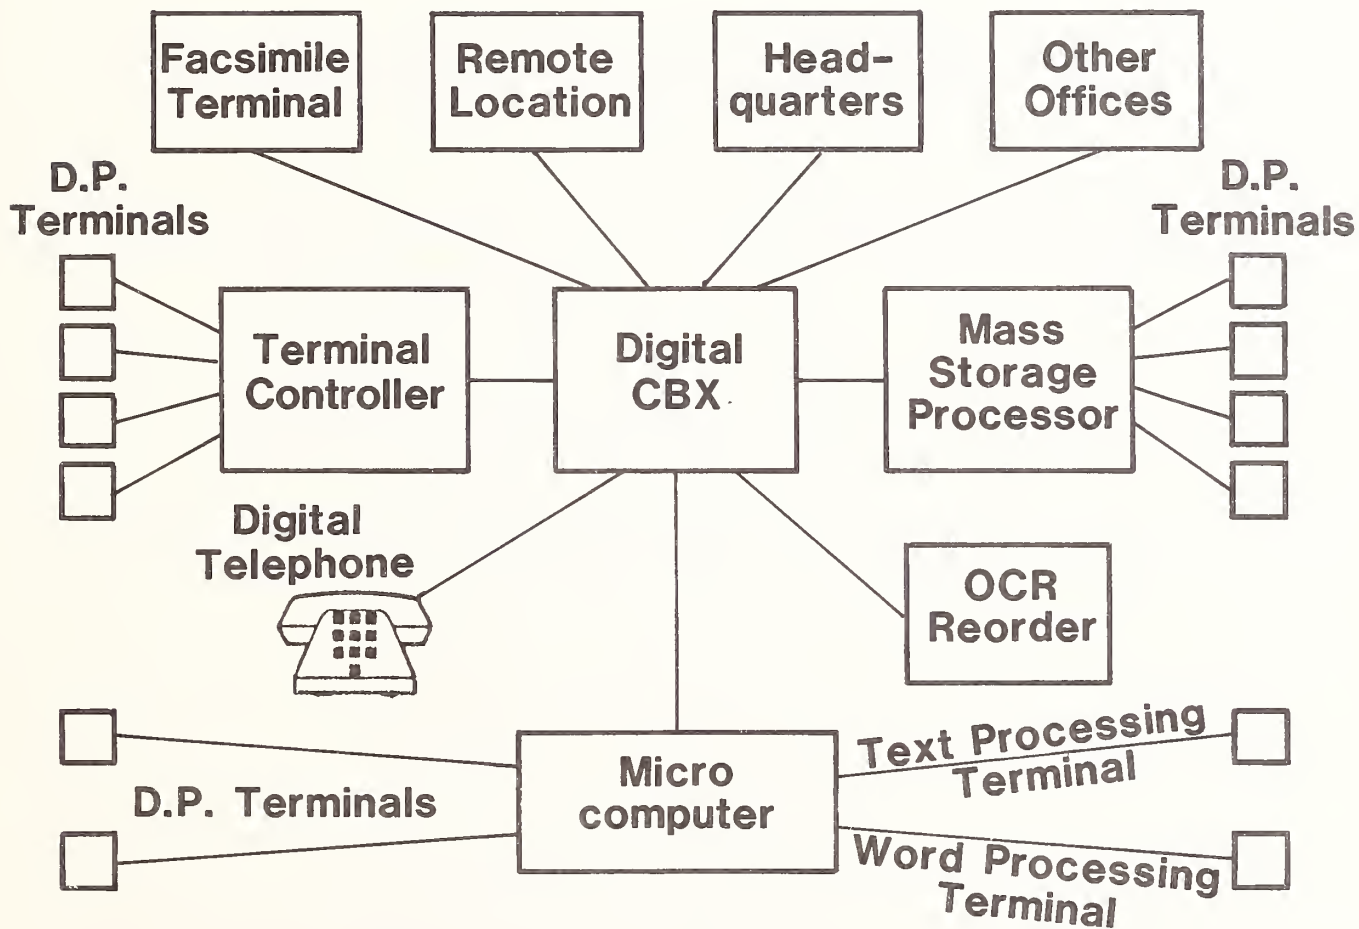 Facsimile
Terminal
Remote
Location
Head-
quarters
Other
Offices
D.P.
Terminals
D.P.
Terminals
Terminal
Controller
Digital
CBX
Mass
Storage
Processor
Digital
Telephone
OCR
Reorder
D.P. Terminals
Micro
computer
Text Processing
Terminal
Word Processing
Terminal